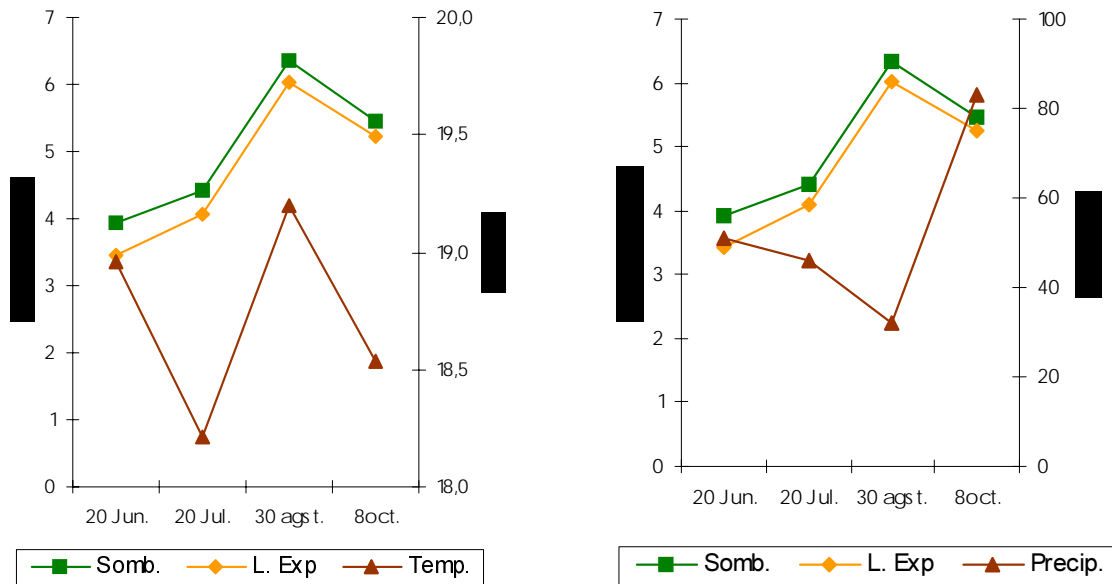 7
6
5
4
3
2
1
0
20,0
19,5
19,0
18,5
18,0
20 Jun.
20 Jul.
30 agst.
8oct.
Somb.
L. Exp
Temp.
7
6
5
4
3
2
1
0
100
80
60
40
20
0
20 Jun.
20 Jul.
30 agst.
8oct.
Somb.
L. Exp
Precip.